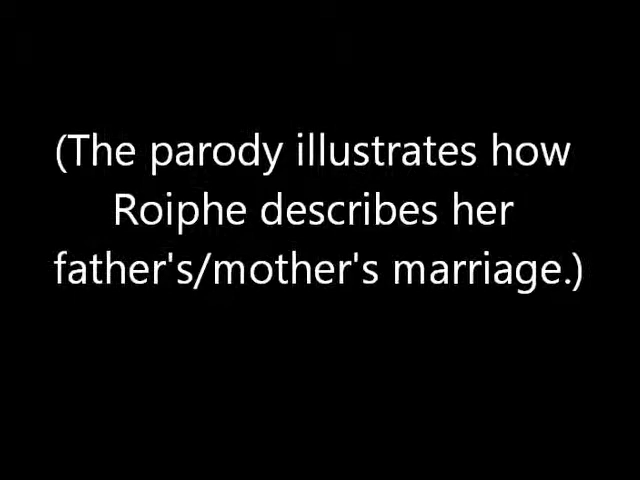 (The parody illustrates how
Roiphe describes her
father's/mother's marriage.)